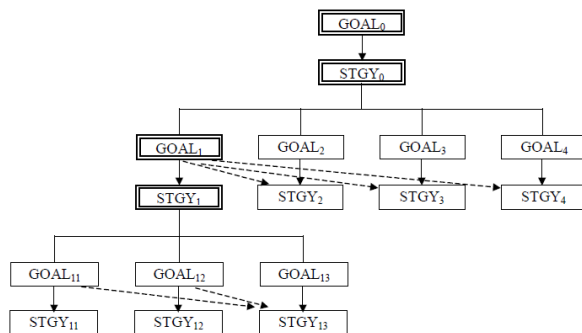 GOAL₀
STGY₀
GOAL₁ GOAL₂ GOAL₃ GOAL₄
STGY₁ STGY₂ STGY₃ STGY₄
GOAL₁₁ GOAL₁₂ GOAL₁₃
STGY₁₁ STGY₁₂ STGY₁₃